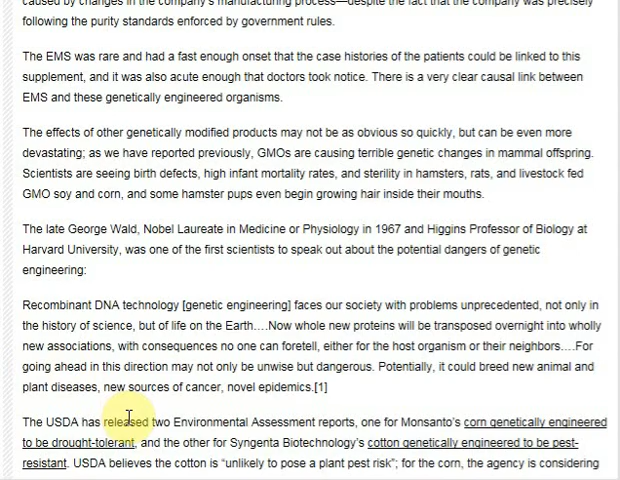 caused by changes in the company's manufacturing process—despite the fact that the company was precisely
following the purity standards enforced by government rules.
The EMS was rare and had a fast enough onset that the case histories of the patients could be linked to this
supplement, and it was also acute enough that doctors took notice. There is a very clear causal link between
EMS and these genetically engineered organisms.
The effects of other genetically modified products may not be as obvious so quickly, but can be even more
devastating; as we have reported previously, GMOs are causing terrible genetic changes in mammal offspring.
Scientists are seeing birth defects, high infant mortality rates, and sterility in hamsters, rats, and livestock fed
GMO soy and corn, and some hamster pups even begin growing hair inside their mouths.
The late George Wald, Nobel Laureate in Medicine or Physiology in 1967 and Higgins Professor of Biology at
Harvard University, was one of the first scientists to speak out about the potential dangers of genetic
engineering:
Recombinant DNA technology [genetic engineering] faces our society with problems unprecedented, not only in
the history of science, but of life on the Earth....Now whole new proteins will be transposed overnight into wholly
new associations, with consequences no one can foretell, either for the host organism or their neighbors....For
going ahead in this direction may not only be unwise but dangerous. Potentially, it could breed new animal and
plant diseases, new sources of cancer, novel epidemics.[1]
The USDA has released two Environmental Assessment reports, one for Monsanto's corn genetically engineered
to be drought-tolerant, and the other for Syngenta Biotechnology's cotton genetically engineered to be pest-
resistant. USDA believes the cotton is "unlikely to pose a plant pest risk"; for the corn, the agency is considering